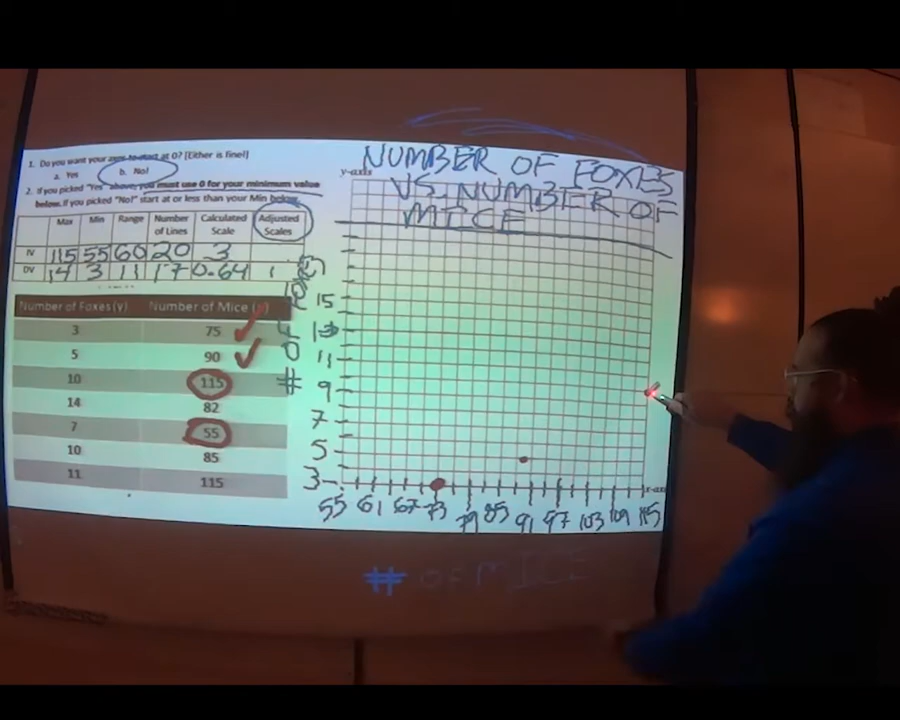 1. Do you want your axes to start at 0? [Either is fine!]
a. Yes b. No!
2. If you picked "Yes" above, you must use 0 for your minimum value
below. If you picked "No!" start at or less than your Min below.
Max Min Range Number of Lines Calculated Scale Adjusted Scales
IV 115 55 60 20 3
DV 14 3 11 17 0.64 1
Number of Foxes (y) Number of Mice
3 75
5 90
10 115
14 82
7 55
10 85
11 115
y-axis
NUMBER OF FOXES
VS. NUMBER OF
MICE
15
13
11
9
7
5
3
#
x-axis
55 61 67 73 79 85 91 97 103 109 115
# OF MICE